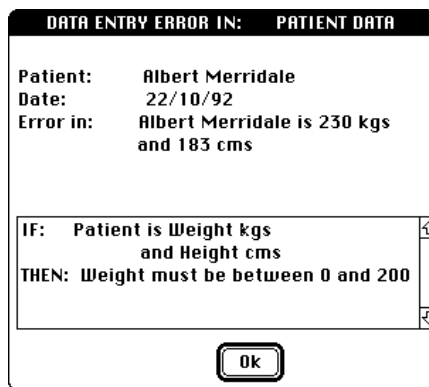 DATA ENTRY ERROR IN: PATIENT DATA
Patient: Albert Merridale
Date: 22/10/92
Error in: Albert Merridale is 230 kgs
and 183 cms
IF: Patient is Weight kgs
and Height cms
THEN: Weight must be between 0 and 200
Ok